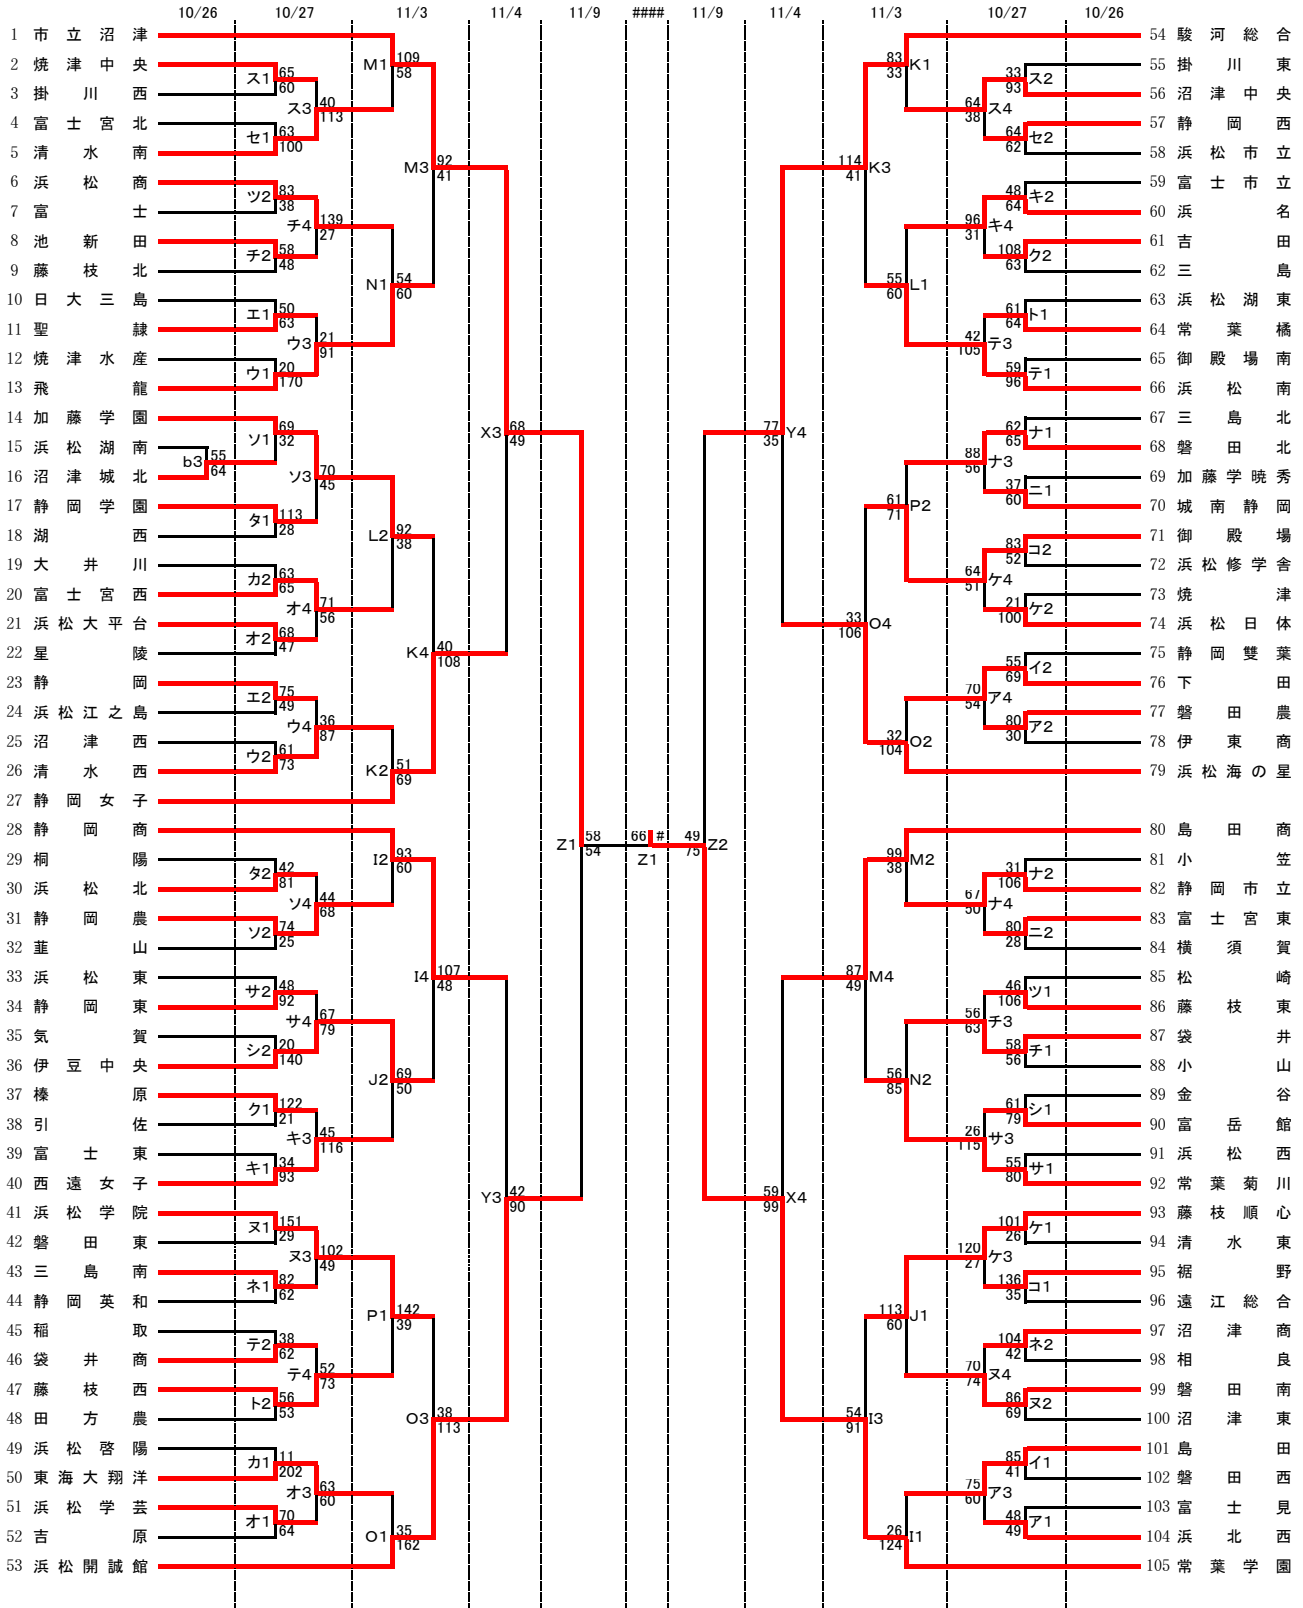 10/26 10/27 11/3 11/4 11/9 #### 11/9 11/4 11/3 10/27 10/26
1 市立沼津
2 焼津中央
3 掛川西
4 富士宮北
5 清水南
6 浜松商
7 富士
8 池新田
9 藤枝北
10 日大三島
11 聖隷
12 焼津水産
13 飛龍
14 加藤学園
15 浜松湖南
16 沼津城北
17 静岡学園
18 湖西
19 大井川
20 富士宮西
21 浜松大平台
22 星陵
23 静岡
24 浜松江之島
25 沼津西
26 清水西
27 静岡女子
28 静岡商
29 桐陽
30 浜松北
31 静岡農
32 韮山
33 浜松東
34 静岡東
35 気賀
36 伊豆中央
37 榛原
38 引佐
39 富士東
40 西遠女子
41 浜松学院
42 磐田東
43 三島南
44 静岡英和
45 稲取
46 袋井商
47 藤枝西
48 田方農
49 浜松啓陽
50 東海大翔洋
51 浜松学芸
52 吉原
53 浜松開誠館
ス1 65 60
セ1 63 100
ツ2 83 38
チ2 58 48
エ1 50 63
ウ1 20 170
b3 55 64
ソ1 69 32
タ1 113 28
カ2 63 65
オ2 68 47
エ2 75 49
ウ2 61 73
タ2 42 81
ソ2 74 25
サ2 48 92
シ2 20 140
ク1 122 21
キ1 34 93
ヌ1 151 29
ネ1 82 62
テ2 38 62
ト2 56 53
カ1 11 202
オ1 70 64
ス3 40 113
チ4 139 27
ウ3 21 91
ソ3 70 45
オ4 71 56
ウ4 36 87
ソ4 44 68
サ4 67 79
キ3 45 116
ヌ3 102 49
テ4 52 73
オ3 63 60
M1 109 58
N1 54 60
L2 92 38
K2 51 69
I2 93 60
J2 69 50
P1 142 39
O1 35 162
M3 92 41
K4 40 108
I4 107 48
O3 38 113
X3 68 49
Y3 42 90
Z1 58 54
66 #
Z1
49 75 Z2
77 35 Y4
59 99 X4
114 41 K3
33 106 O4
87 49 M4
54 91 I3
83 33 K1
55 60 L1
61 71 P2
32 104 O2
99 38 M2
56 85 N2
113 60 J1
26 124 I1
64 38 ス4
96 31 キ4
42 105 テ3
88 56 ナ3
64 51 ケ4
70 54 ア4
67 50 ナ4
56 63 チ3
26 115 サ3
120 27 ケ3
70 74 ヌ4
75 60 ア3
33 93 ス2
64 62 セ2
48 64 キ2
108 63 ク2
61 64 ト1
59 96 テ1
62 65 ナ1
37 60 ニ1
83 52 コ2
21 100 ケ2
55 69 イ2
80 30 ア2
31 106 ナ2
80 28 ニ2
46 106 ツ1
58 56 チ1
61 79 シ1
55 80 サ1
101 26 ケ1
136 35 コ1
104 42 ネ2
86 69 ヌ2
85 41 イ1
48 49 ア1
54 駿河総合
55 掛川東
56 沼津中央
57 静岡西
58 浜松市立
59 富士市立
60 浜名
61 吉田
62 三島
63 浜松湖東
64 常葉橘
65 御殿場南
66 浜松南
67 三島北
68 磐田北
69 加藤学暁秀
70 城南静岡
71 御殿場
72 浜松修学舎
73 焼津
74 浜松日体
75 静岡雙葉
76 下田
77 磐田農
78 伊東商
79 浜松海の星
80 島田商
81 小笠
82 静岡市立
83 富士宮東
84 横須賀
85 松崎
86 藤枝東
87 袋井
88 小山
89 金谷
90 富岳館
91 浜松西
92 常葉菊川
93 藤枝順心
94 清水東
95 裾野
96 遠江総合
97 沼津商
98 相良
99 磐田南
100 沼津東
101 島田
102 磐田西
103 富士見
104 浜北西
105 常葉学園